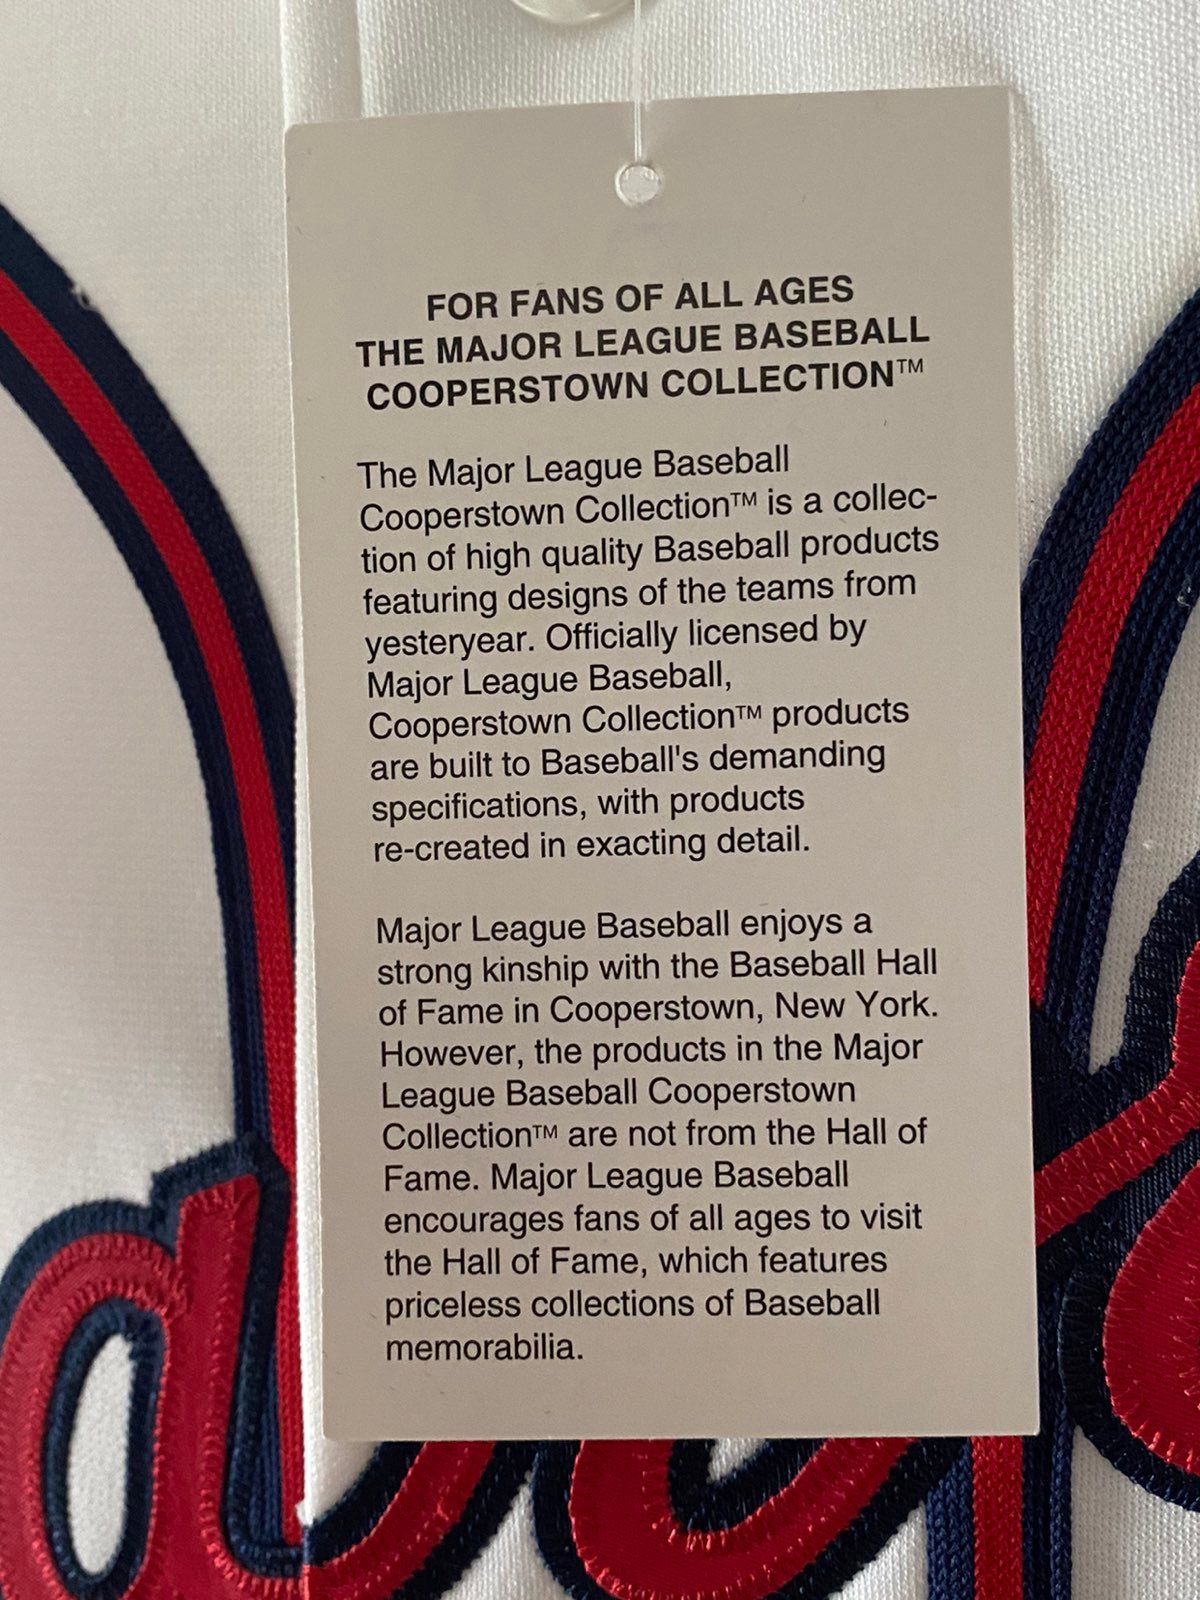 FOR FANS OF ALL AGES
THE MAJOR LEAGUE BASEBALL
COOPERSTOWN COLLECTION™
The Major League Baseball
Cooperstown Collection™ is a collec-
tion of high quality Baseball products
featuring designs of the teams from
yesteryear. Officially licensed by
Major League Baseball,
Cooperstown Collection™ products
are built to Baseball's demanding
specifications, with products
re-created in exacting detail.
Major League Baseball enjoys a
strong kinship with the Baseball Hall
of Fame in Cooperstown, New York.
However, the products in the Major
League Baseball Cooperstown
Collection™ are not from the Hall of
Fame. Major League Baseball
encourages fans of all ages to visit
the Hall of Fame, which features
priceless collections of Baseball
memorabilia.